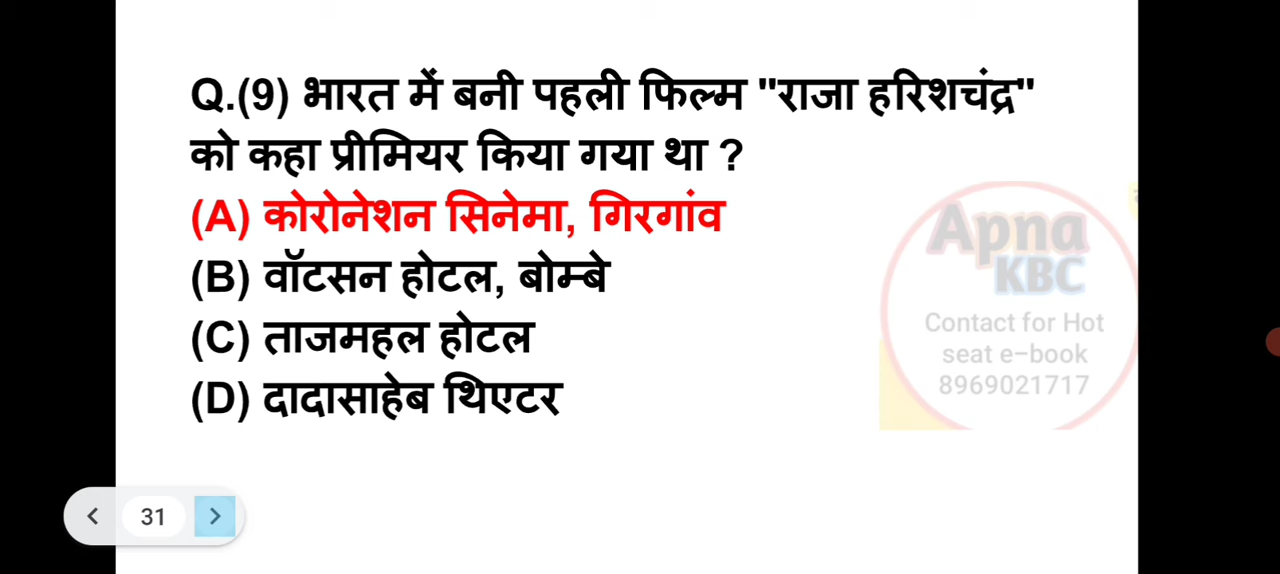 Q.(9) भारत में बनी पहली फिल्म "राजा हरिशचंद्र"
को कहा प्रीमियर किया गया था ?
(A) कोरोनेशन सिनेमा, गिरगांव
(B) वॉटसन होटल, बोम्बे
(C) ताजमहल होटल
(D) दादासाहेब थिएटर
Apna
KBC
Contact for Hot
seat e-book
8969021717
31